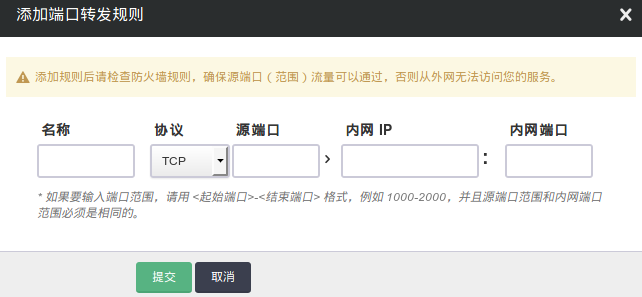 添加端口转发规则
添加规则后请检查防火墙规则，确保源端口（范围）流量可以通过，否则从外网无法访问您的服务。
名称 协议 源端口 内网 IP 内网端口
TCP › :
* 如果要输入端口范围，请用 <起始端口>-<结束端口> 格式，例如 1000-2000，并且源端口范围和内网端口
范围必须是相同的。
提交 取消